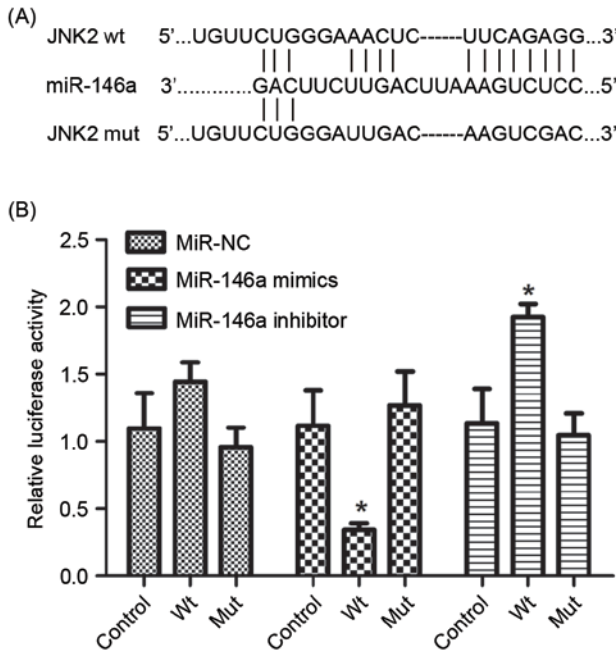 (A)
JNK2 wt 5’...UGUUCUGGGAAACUC------UUCAGAGG...3’
miR-146a 3’............GACUUCUUGACUUAAAGUCUCC...5’
JNK2 mut 5’...UGUUCUGGGAUUGAC------AAGUCGAC...3’
(B)
2.5
2.0
1.5
1.0
0.5
0.0
Relative luciferase activity
MiR-NC
MiR-146a mimics
MiR-146a inhibitor
* *
Control Wt Mut Control Wt Mut Control Wt Mut